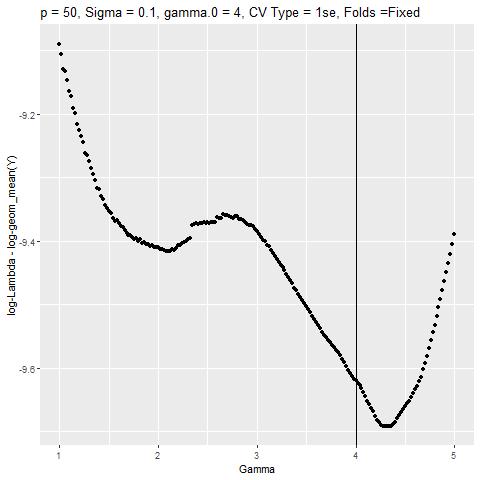 p = 50, Sigma = 0.1, gamma.0 = 4, CV Type = 1se, Folds =Fixed
log-Lambda - log-geom_mean(Y)
-9.2
-9.4
-9.6
1 2 3 4 5
Gamma